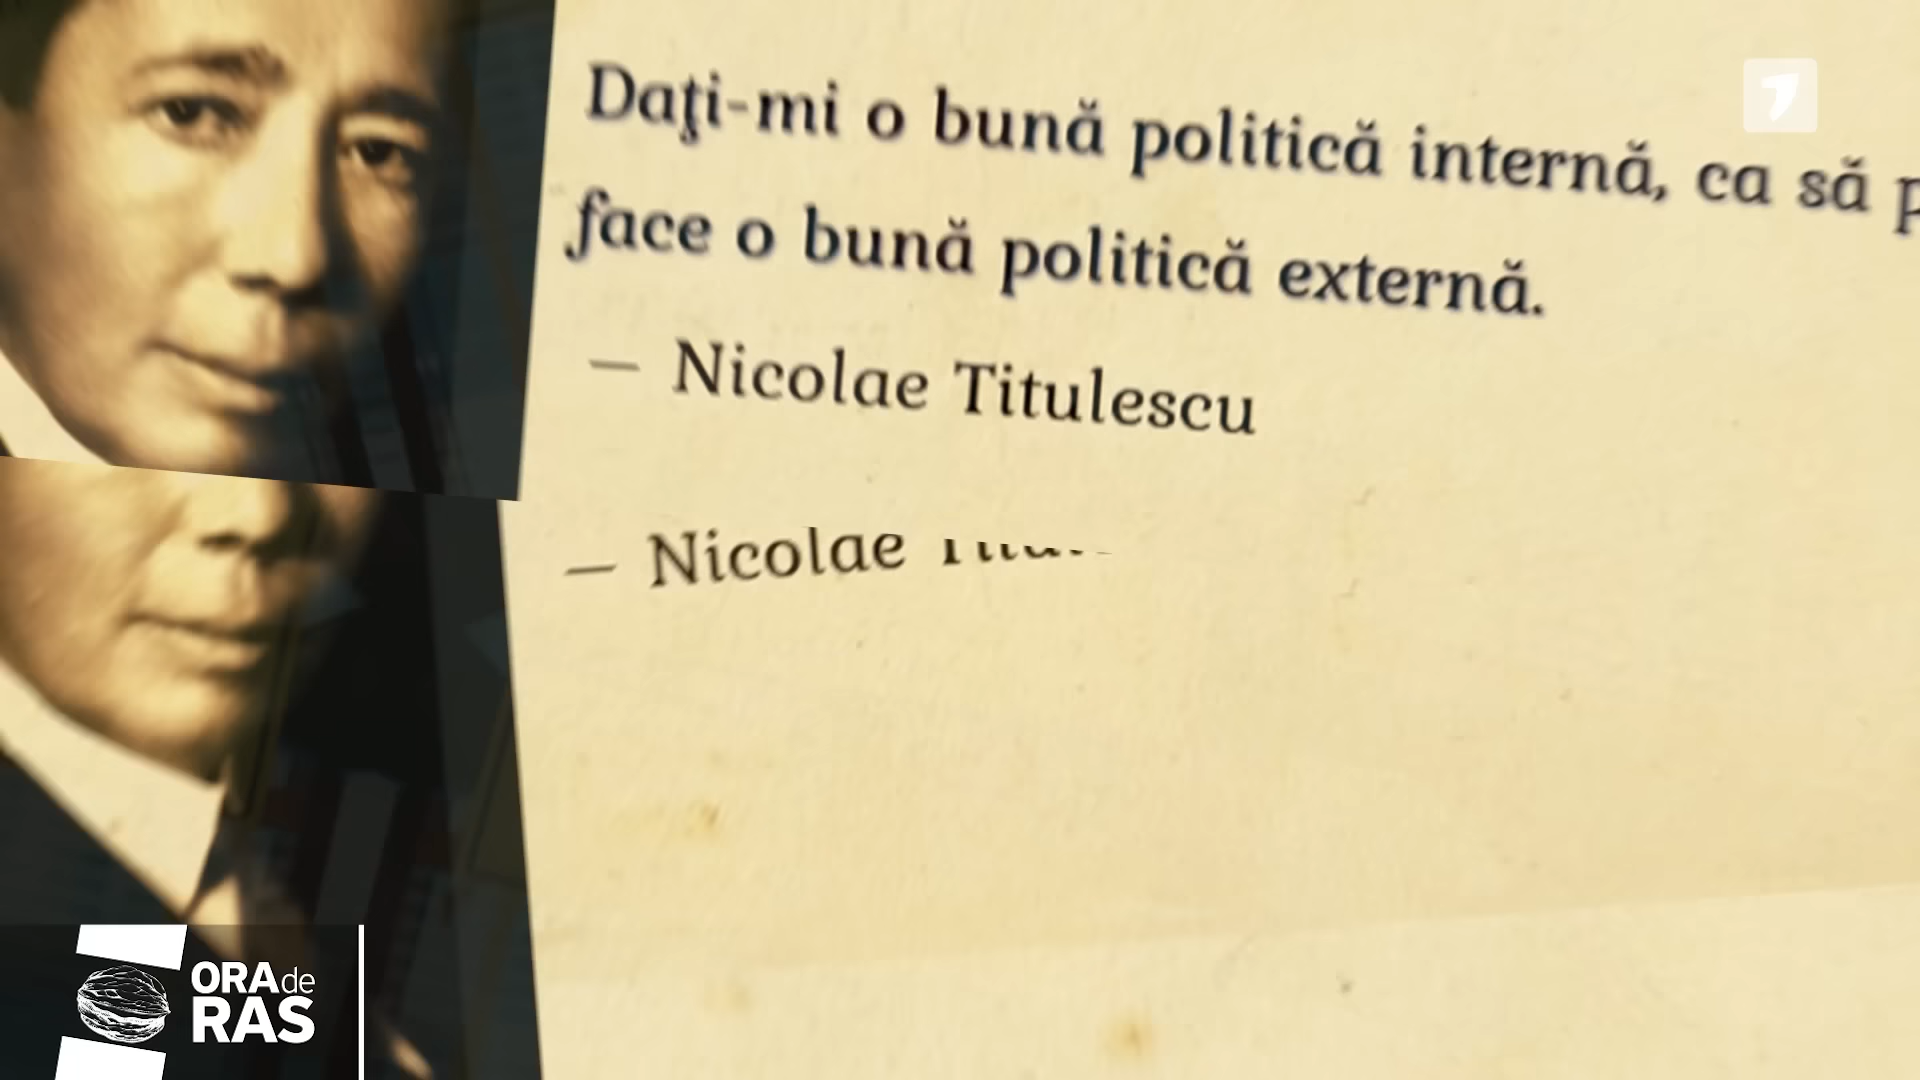 Daţi-mi o bună politică internă, ca să
face o bună politică externă.
— Nicolae Titulescu
— Nicolae
ORA de
RAS